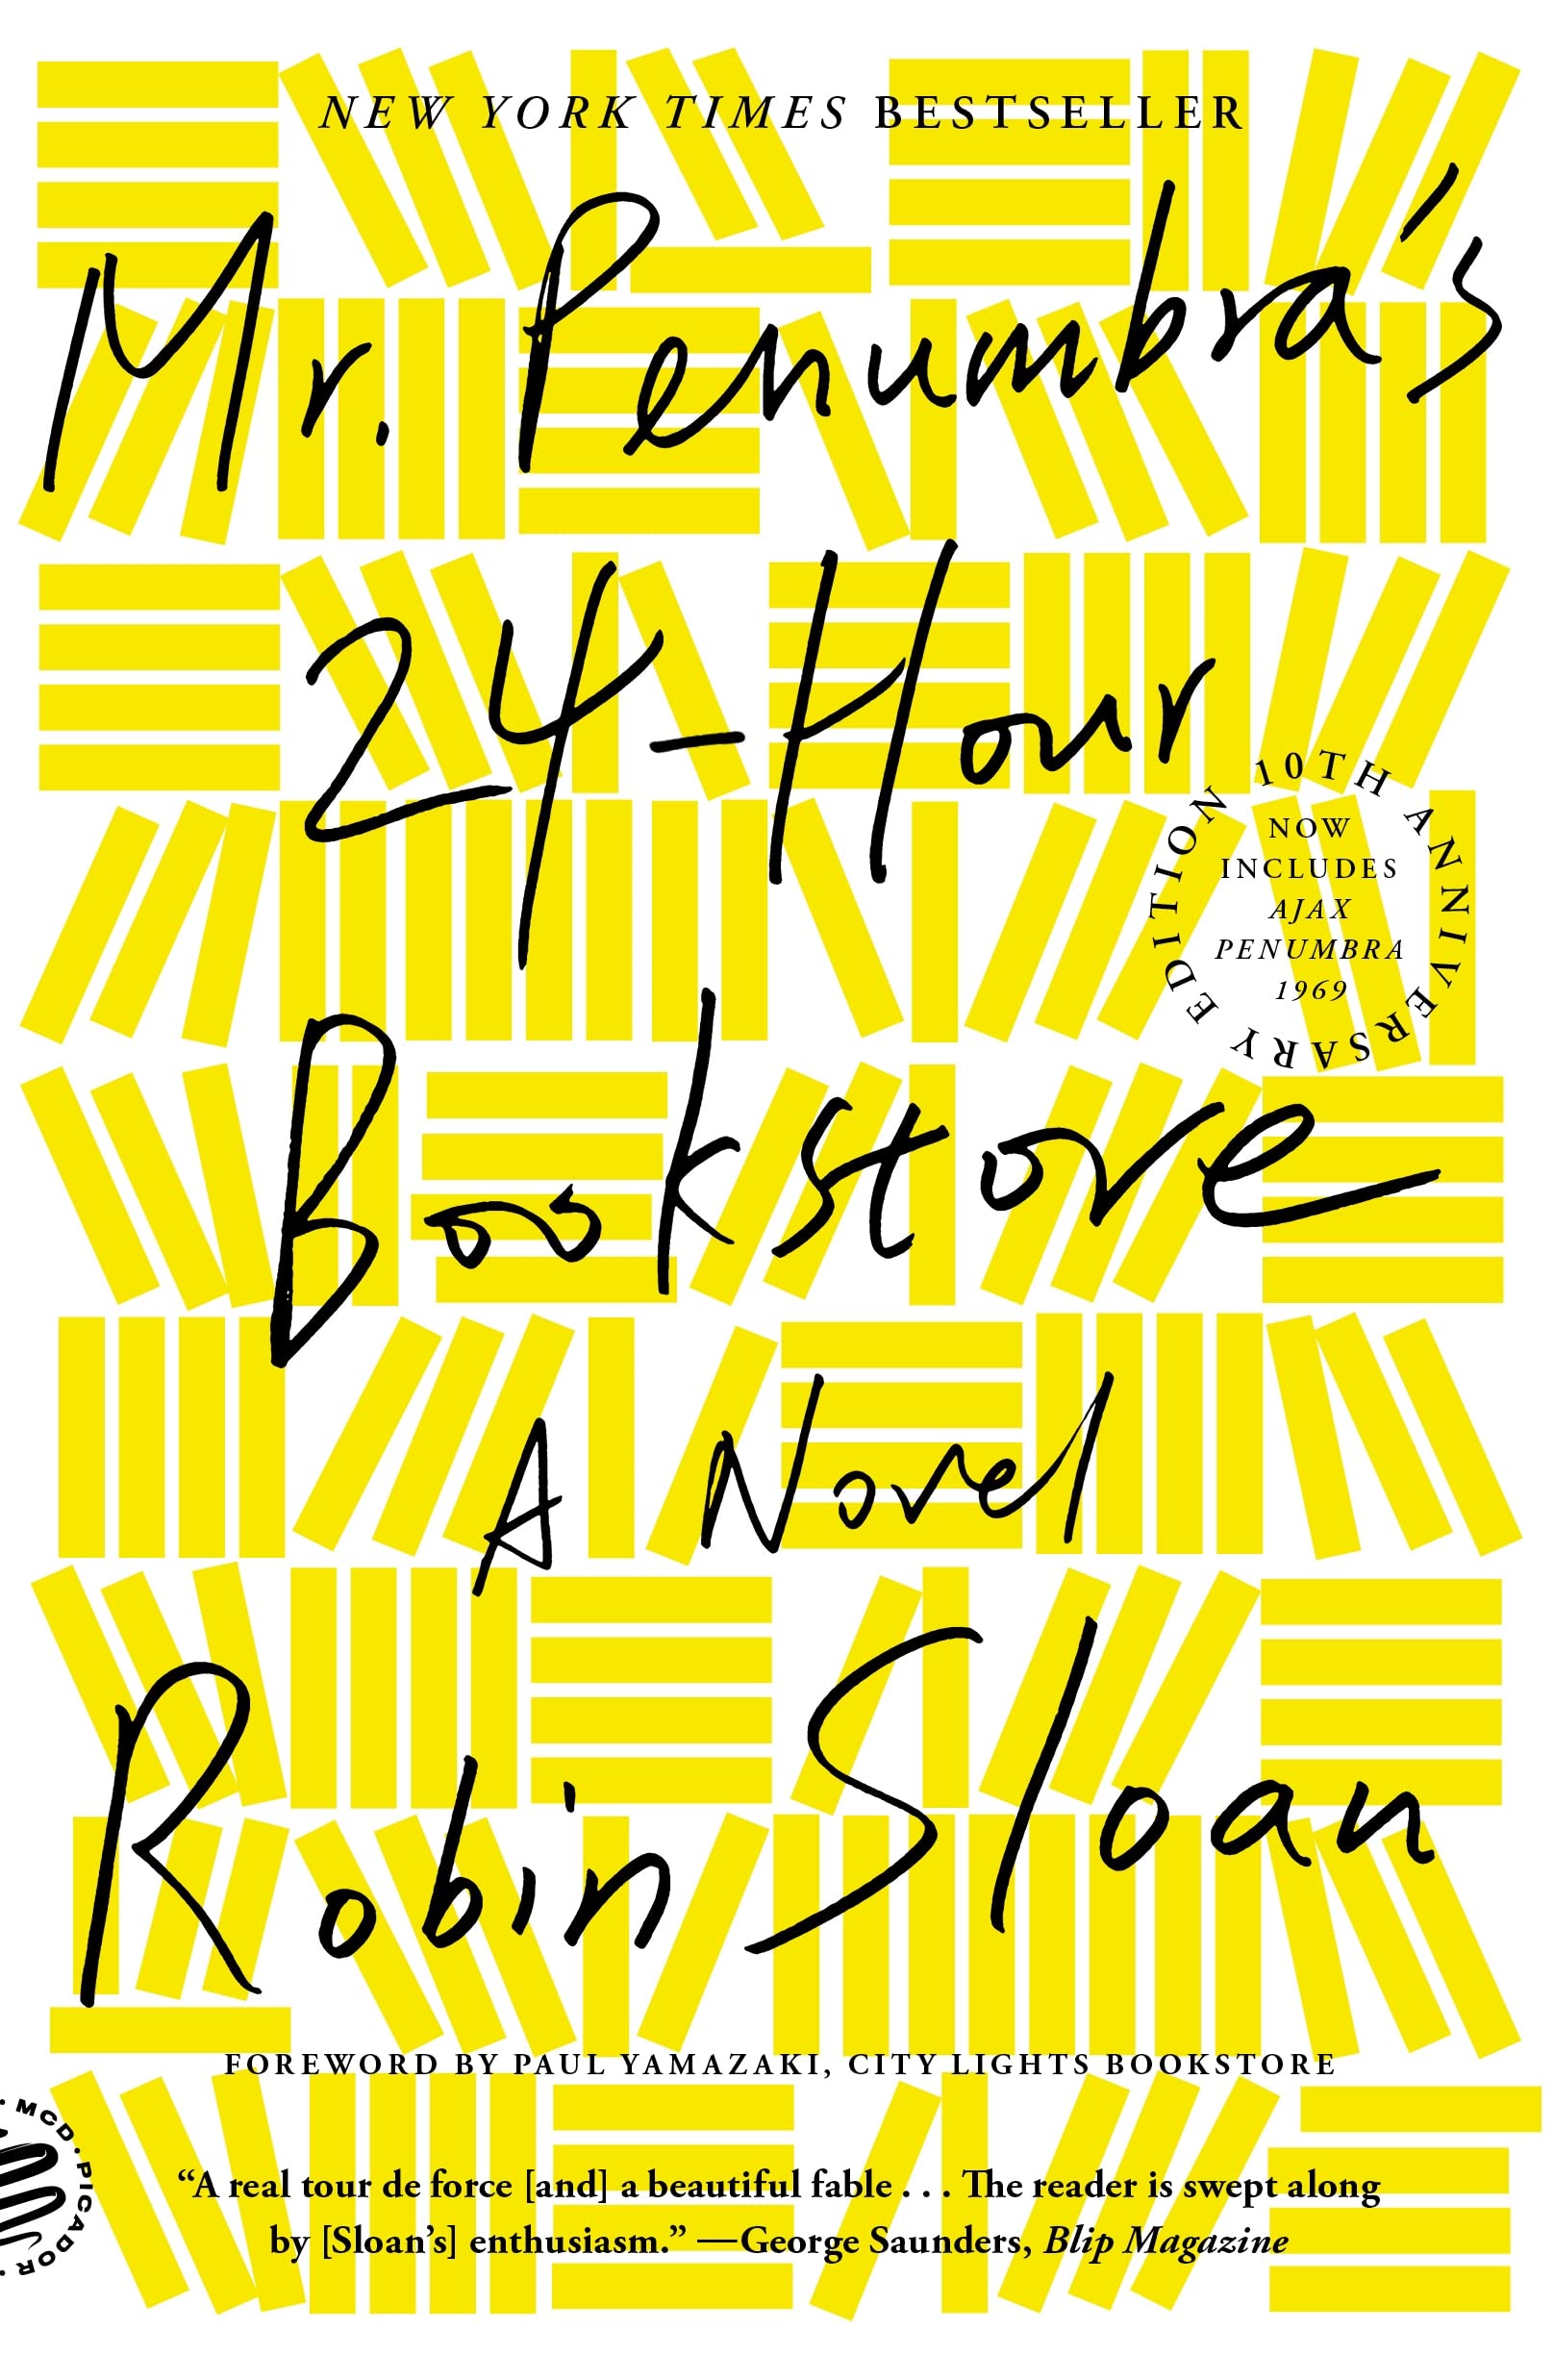 NEW YORK TIMES BESTSELLER
Mr. Penumbra's
24-Hour
Bookstore
10TH ANNIVERSARY EDITION
NOW
INCLUDES
AJAX
PENUMBRA
1969
A Novel
Robin Sloan
FOREWORD BY PAUL YAMAZAKI, CITY LIGHTS BOOKSTORE
MCD·PICADOR·
“A real tour de force [and] a beautiful fable . . . The reader is swept along
by [Sloan’s] enthusiasm.” —George Saunders, Blip Magazine